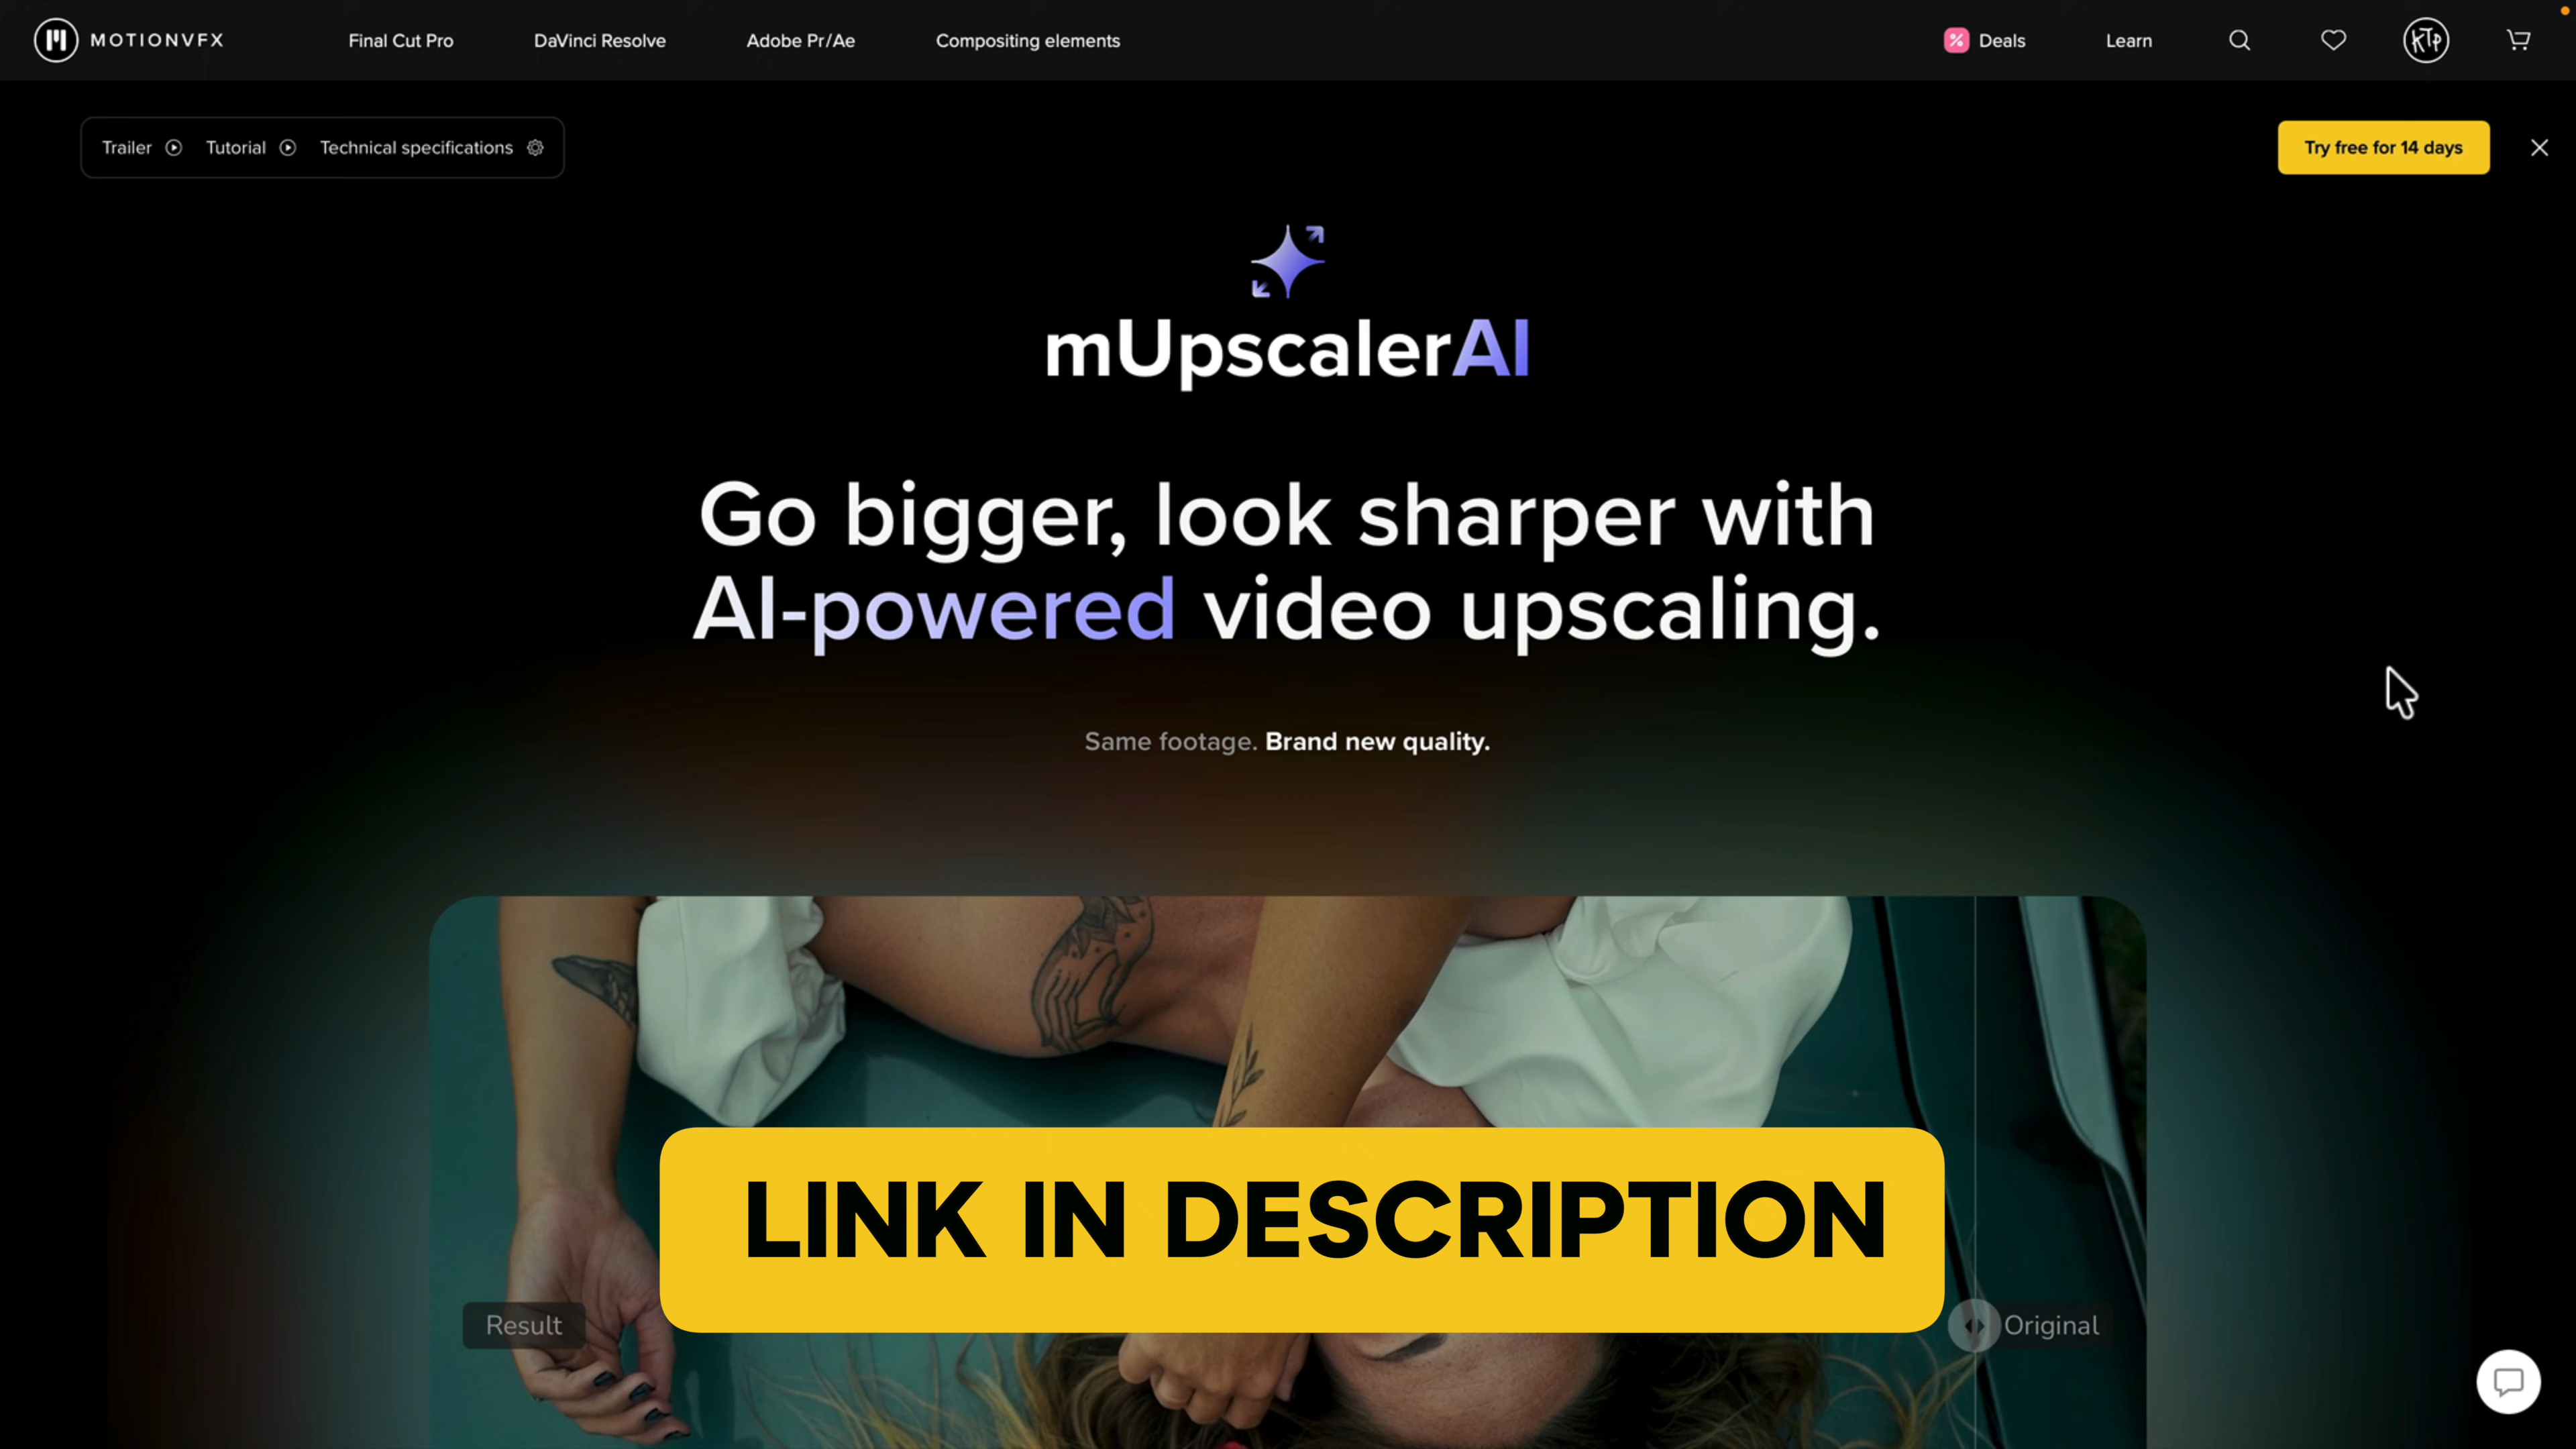 MOTIONVFX
Final Cut Pro
DaVinci Resolve
Adobe Pr/Ae
Compositing elements
% Deals
Learn
KTP
Trailer
Tutorial
Technical specifications
Try free for 14 days
mUpscalerAI
Go bigger, look sharper with
AI-powered video upscaling.
Same footage. Brand new quality.
LINK IN DESCRIPTION
Result
Original